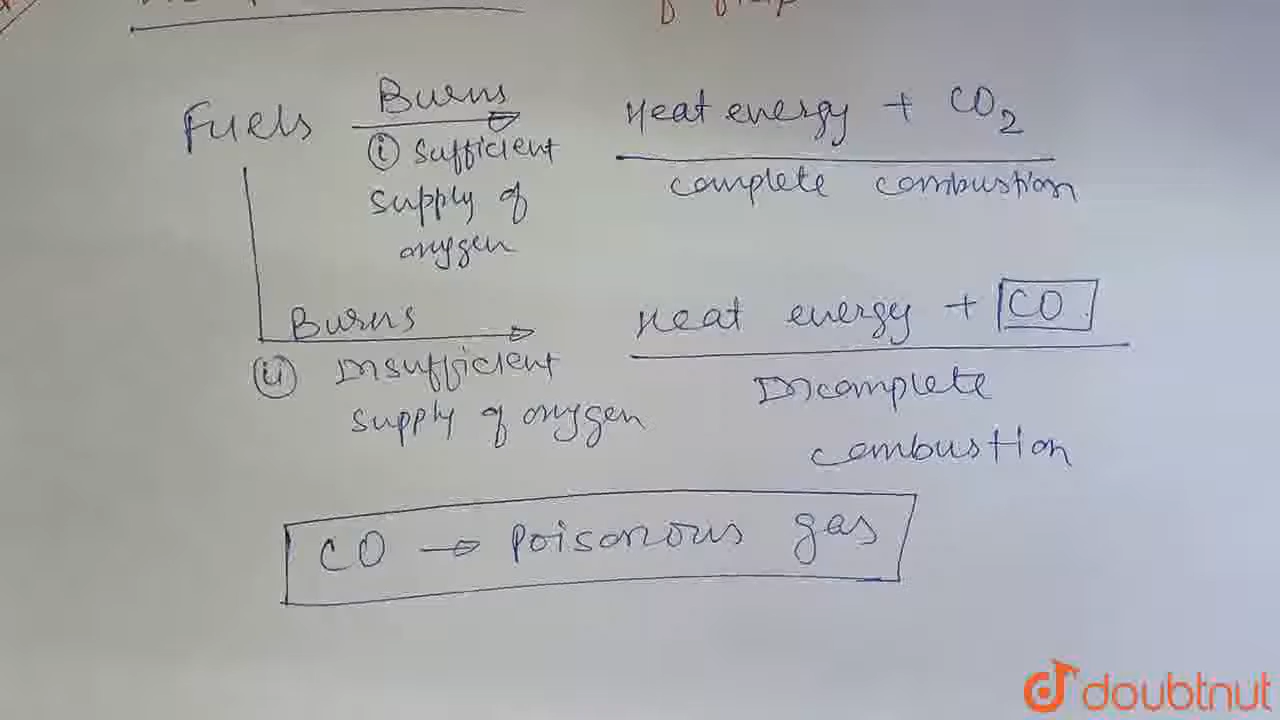 Fuels Burns Heat energy + CO2
(i) Sufficient supply of oxygen
complete combustion
Burns Heat energy + CO
(ii) Insufficient supply of oxygen
Incomplete combustion
CO → Poisonous gas
doubtnut